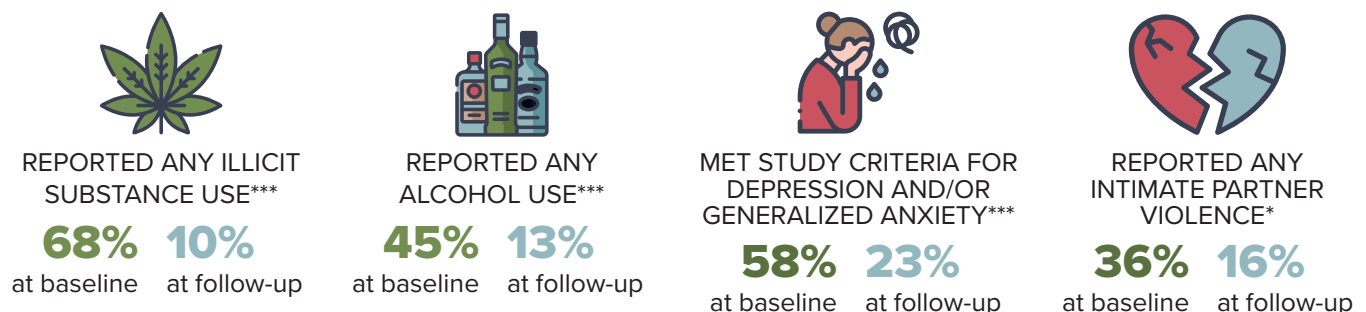 REPORTED ANY ILLICIT
SUBSTANCE USE***
68% 10%
at baseline at follow-up
REPORTED ANY
ALCOHOL USE***
45% 13%
at baseline at follow-up
MET STUDY CRITERIA FOR
DEPRESSION AND/OR
GENERALIZED ANXIETY***
58% 23%
at baseline at follow-up
REPORTED ANY
INTIMATE PARTNER
VIOLENCE*
36% 16%
at baseline at follow-up